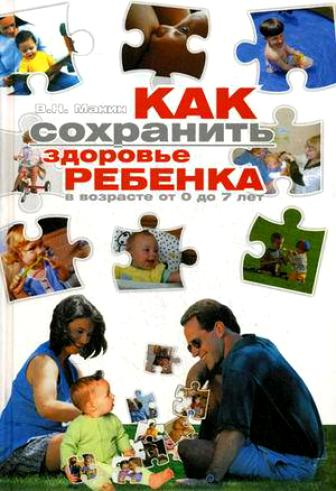 В.Н. Манин
КАК
сохранить
здоровье
РЕБЕНКА
в возрасте от 0 до 7 лет